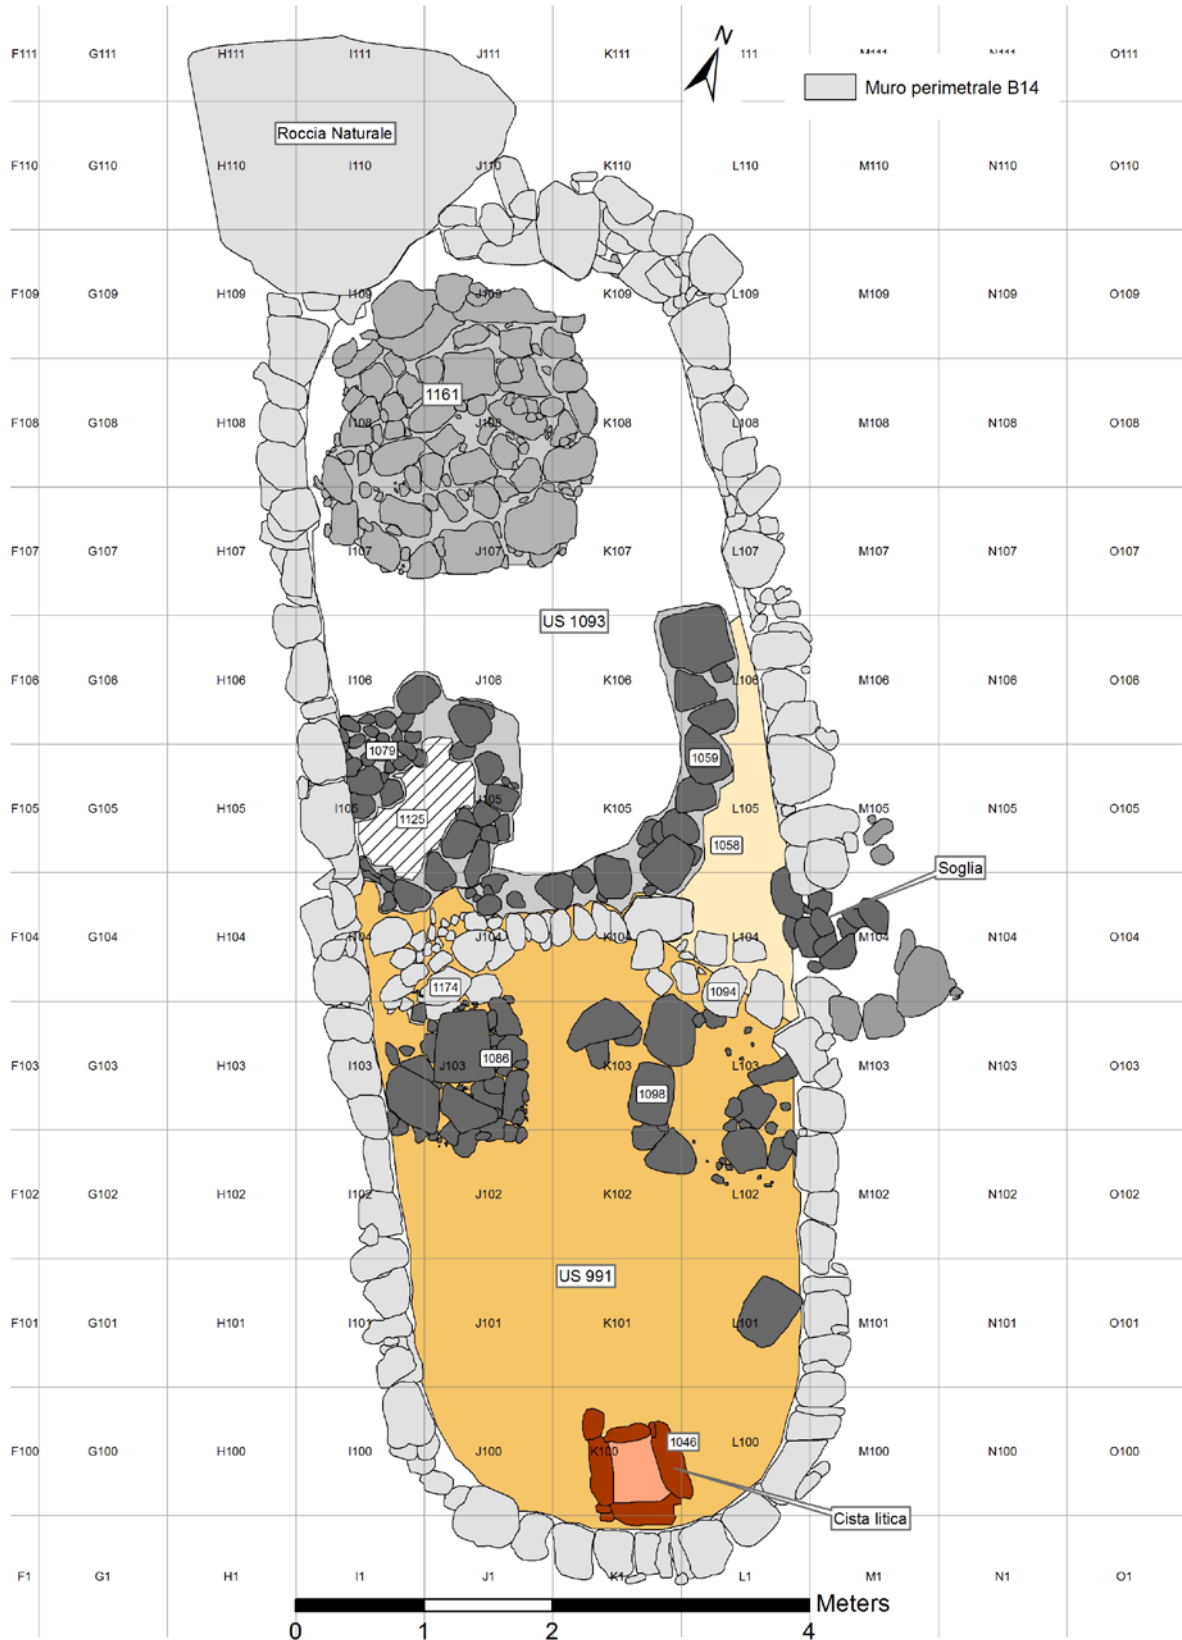 N
F111 G111 H111 I111 J111 K111 111 M111 N111 O111
Muro perimetrale B14
Roccia Naturale
F110 G110 H110 I110 J110 K110 L110 M110 N110 O110
F109 G109 H109 I109 J109 K109 L109 M109 N109 O109
1161
F108 G108 H108 I108 J108 K108 L108 M108 N108 O108
F107 G107 H107 I107 J107 K107 L107 M107 N107 O107
US 1093
F106 G106 H106 I106 J106 K106 L106 M106 N106 O106
1079 1059
F105 G105 H105 I105 J105 K105 L105 M105 N105 O105
1125
1058
Soglia
F104 G104 H104 I104 J104 K104 L104 M104 N104 O104
1174 1094
F103 G103 H103 I103 J103 1086 K103 L103 M103 N103 O103
1098
F102 G102 H102 I102 J102 K102 L102 M102 N102 O102
US 991
F101 G101 H101 I101 J101 K101 L101 M101 N101 O101
1046
F100 G100 H100 I100 J100 K100 L100 M100 N100 O100
Cista litica
F1 G1 H1 I1 J1 K1 L1 M1 N1 O1
Meters
0 1 2 4